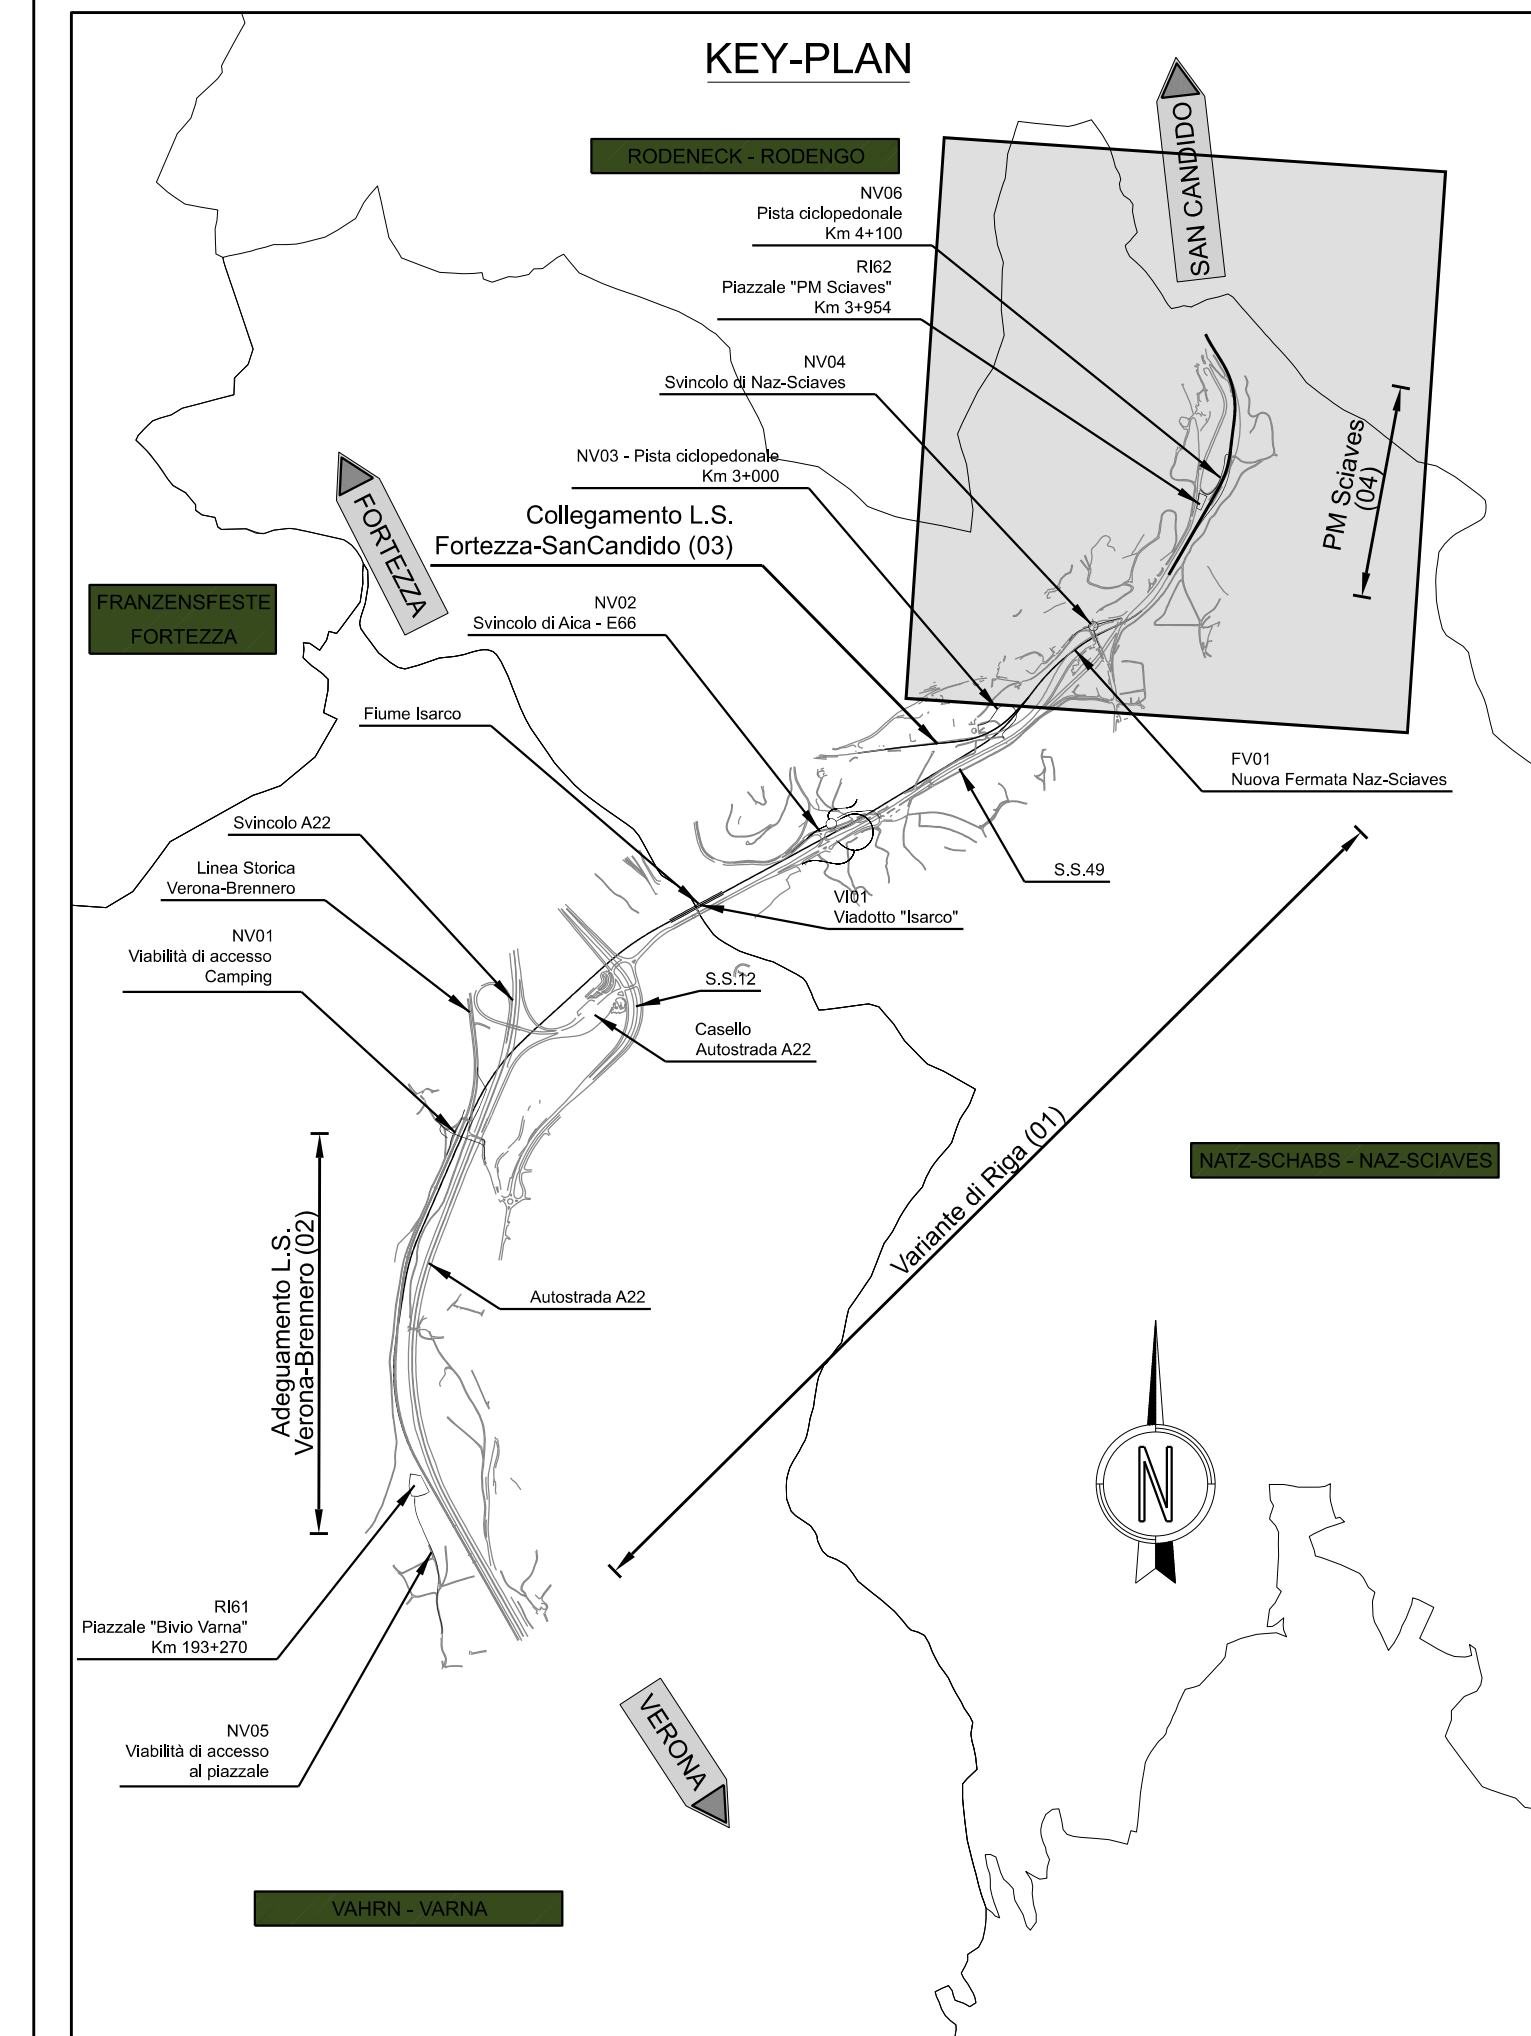 KEY-PLAN
SAN CANDIDO
RODENECK - RODENGO
NV06
Pista ciclopedonale
Km 4+100
RI62
Piazzale "PM Sciaves"
Km 3+954
NV04
Svincolo di Naz-Sciaves
PM Sciaves
(04)
NV03 - Pista ciclopedonale
Km 3+000
FORTEZZA
Collegamento L.S.
Fortezza-SanCandido (03)
FRANZENSFESTE
FORTEZZA
NV02
Svincolo di Aica - E66
Fiume Isarco
FV01
Nuova Fermata Naz-Sciaves
Svincolo A22
Linea Storica
Verona-Brennero
S.S.49
VI01
Viadotto "Isarco"
NV01
Viabilità di accesso
Camping
S.S.12
Casello
Autostrada A22
Variante di Riga (01)
NATZ-SCHABS - NAZ-SCIAVES
Adeguamento L.S.
Verona-Brennero (02)
Autostrada A22
N
RI61
Piazzale "Bivio Varna"
Km 193+270
NV05
Viabilità di accesso
al piazzale
VERONA
VAHRN - VARNA